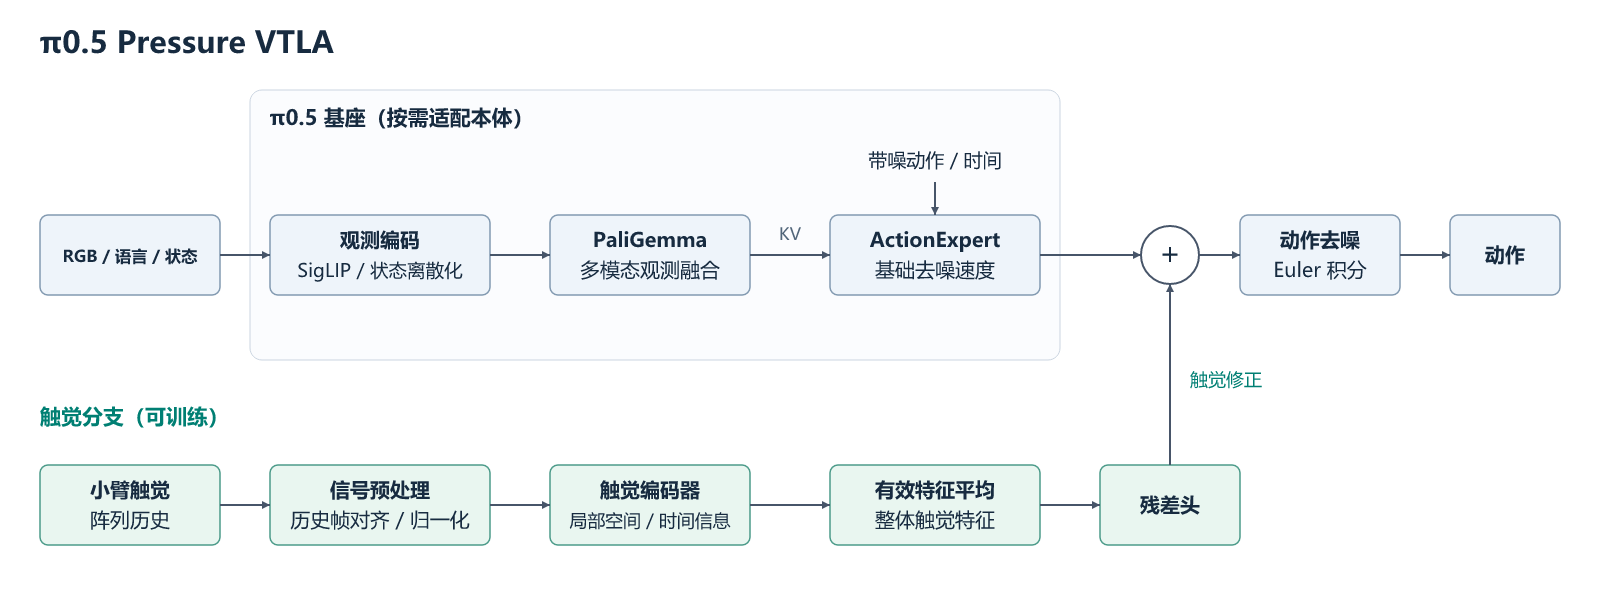 π0.5 Pressure VTLA
π0.5 基座（按需适配本体）
带噪动作 / 时间
RGB / 语言 / 状态
观测编码
SigLIP / 状态离散化
PaliGemma
多模态观测融合
KV
ActionExpert
基础去噪速度
+
动作去噪
Euler 积分
动作
触觉修正
触觉分支（可训练）
小臂触觉
阵列历史
信号预处理
历史帧对齐 / 归一化
触觉编码器
局部空间 / 时间信息
有效特征平均
整体触觉特征
残差头